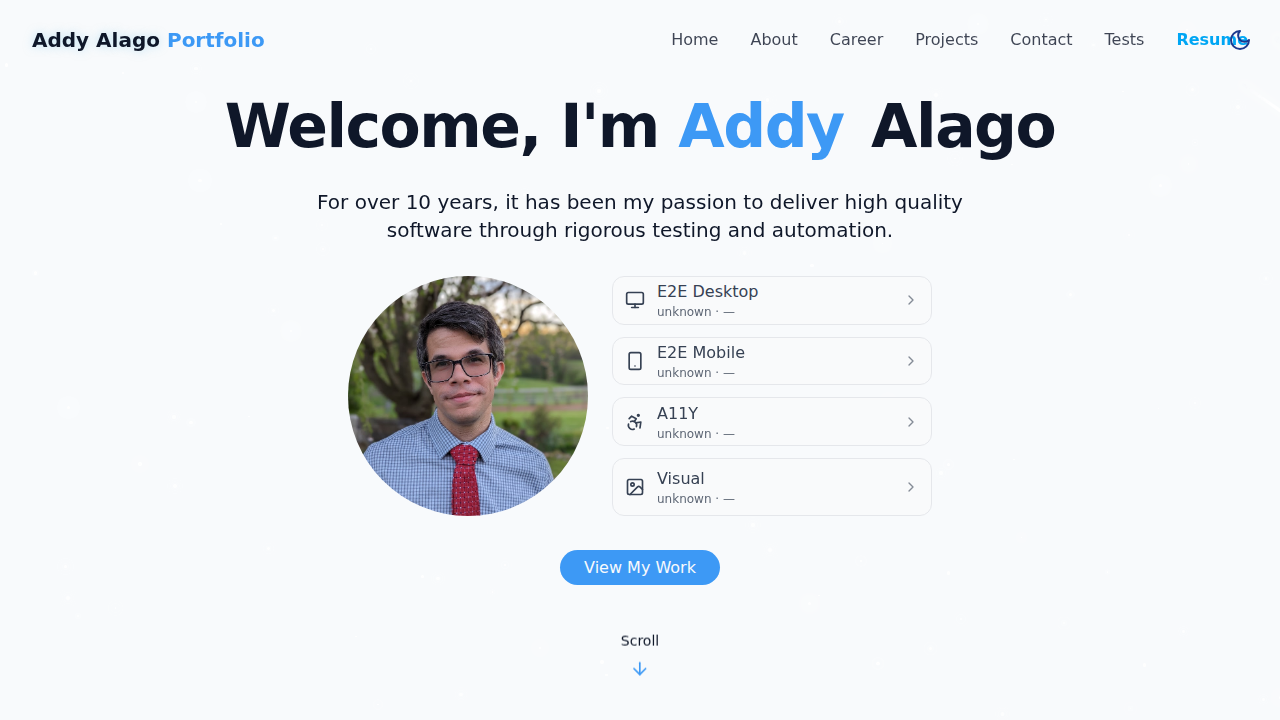 Addy Alago Portfolio
Home
About
Career
Projects
Contact
Tests
Resume
Welcome, I'm Addy Alago
For over 10 years, it has been my passion to deliver high quality
software through rigorous testing and automation.
E2E Desktop
unknown · —
E2E Mobile
unknown · —
A11Y
unknown · —
Visual
unknown · —
View My Work
Scroll